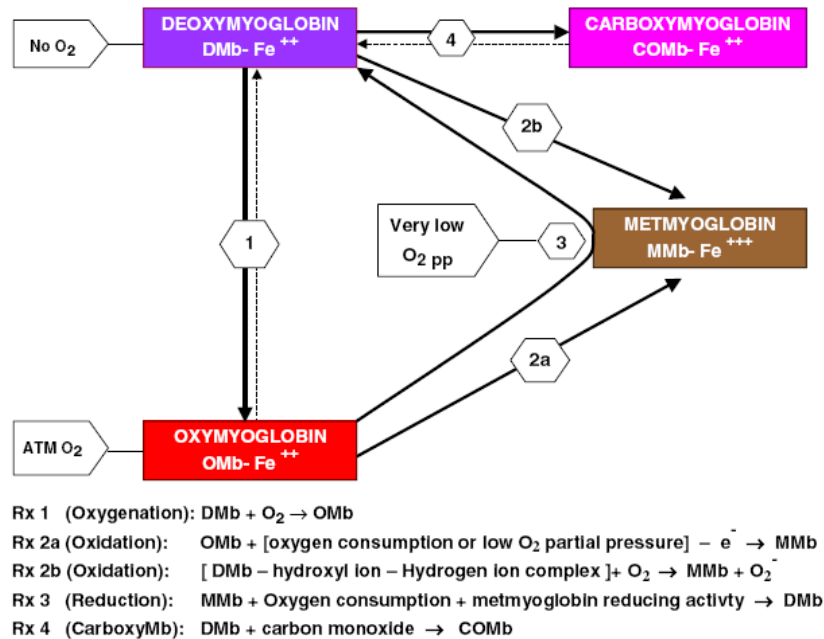 DEOXYMYOGLOBIN
DMb- Fe ++
No O2
4
CARBOXYMYOGLOBIN
COMb- Fe ++
2b
1
Very low
O2 pp
3
METMYOGLOBIN
MMb- Fe +++
2a
ATM O2
OXYMYOGLOBIN
OMb- Fe ++
Rx 1 (Oxygenation): DMb + O2 → OMb
Rx 2a (Oxidation): OMb + [oxygen consumption or low O2 partial pressure] – e- → MMb
Rx 2b (Oxidation): [ DMb – hydroxyl ion – Hydrogen ion complex ]+ O2 → MMb + O2-
Rx 3 (Reduction): MMb + Oxygen consumption + metmyoglobin reducing activty → DMb
Rx 4 (CarboxyMb): DMb + carbon monoxide → COMb